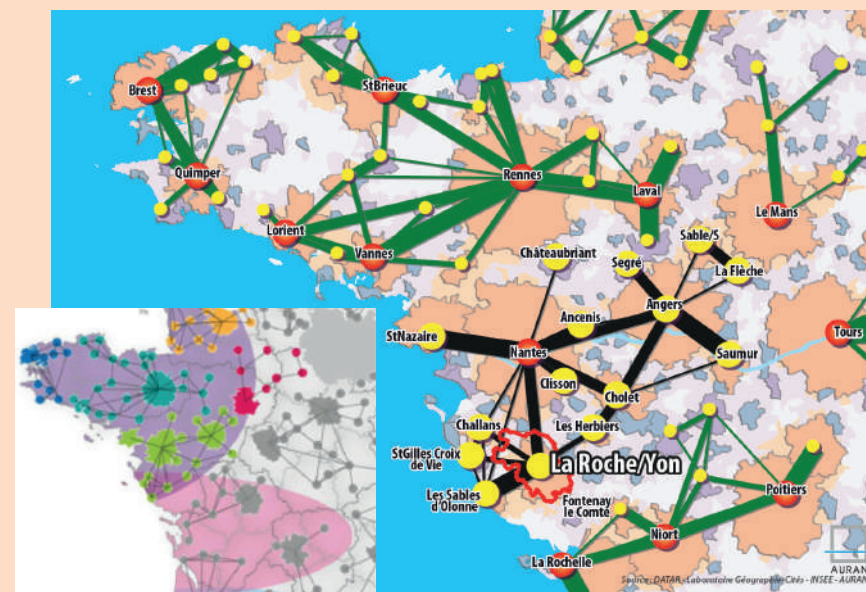 Brest
StBrieuc
Quimper
Rennes
Laval
Le Mans
Lorient
Vannes
Châteaubriant
Segré
Sable/S
La Flèche
Ancenis
Angers
StNazaire
Nantes
Tours
Saumur
Clisson
Cholet
Challans
Les Herbiers
StGilles Croix
de Vie
La Roche/Yon
Les Sables
d'Olonne
Fontenay
le Comté
Poitiers
Niort
La Rochelle
AURAN
Source: DATAR - Laboratoire Géographie-Cités - INSEE - AURAN